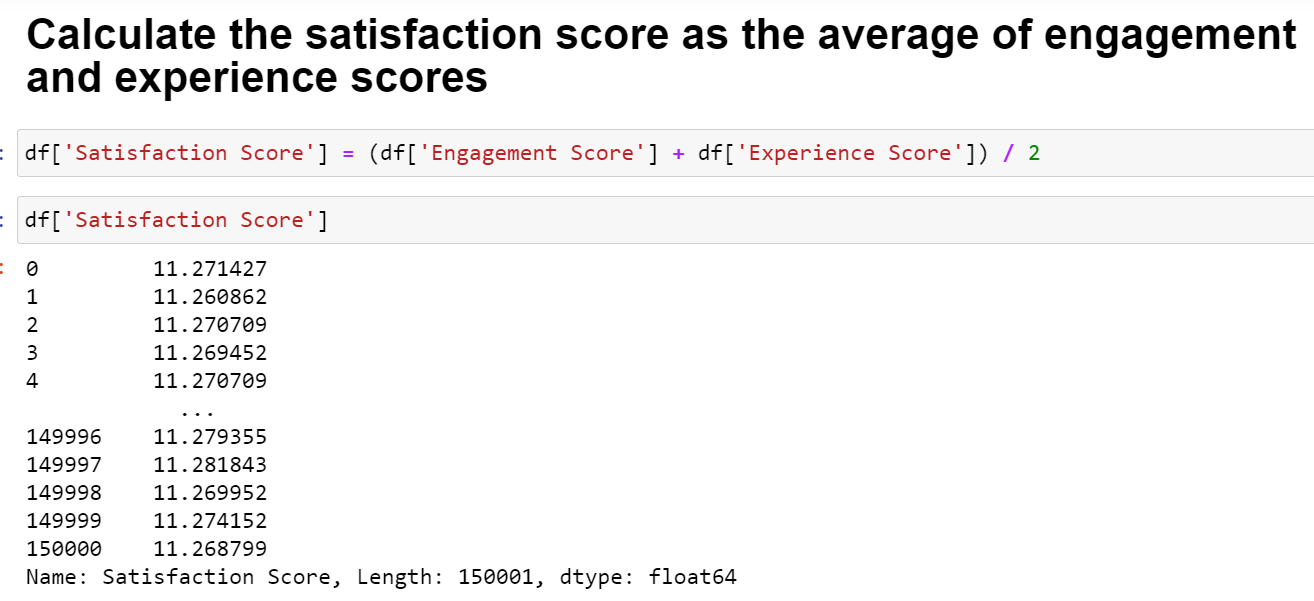 Calculate the satisfaction score as the average of engagement
and experience scores
: df['Satisfaction Score'] = (df['Engagement Score'] + df['Experience Score']) / 2
: df['Satisfaction Score']
: 0         11.271427
1         11.260862
2         11.270709
3         11.269452
4         11.270709
            ...
149996    11.279355
149997    11.281843
149998    11.269952
149999    11.274152
150000    11.268799
Name: Satisfaction Score, Length: 150001, dtype: float64